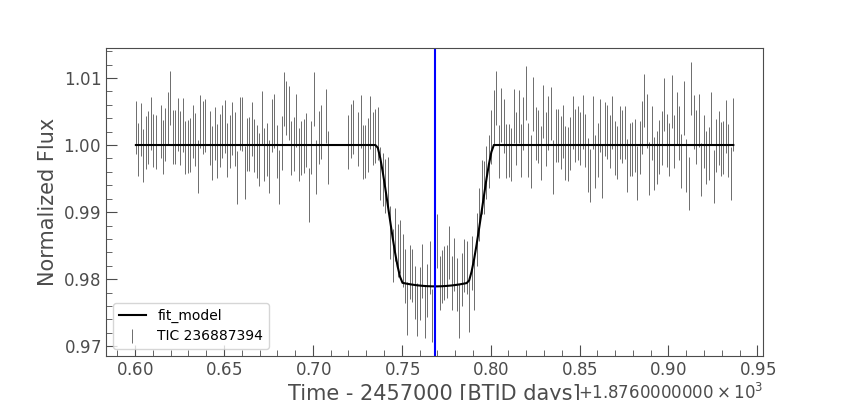 1.01
1.00
0.99
0.98
0.97
Normalized Flux
fit_model
TIC 236887394
0.60 0.65 0.70 0.75 0.80 0.85 0.90 0.95
Time - 2457000 [BTJD days]
+1.8760000000 × 10³